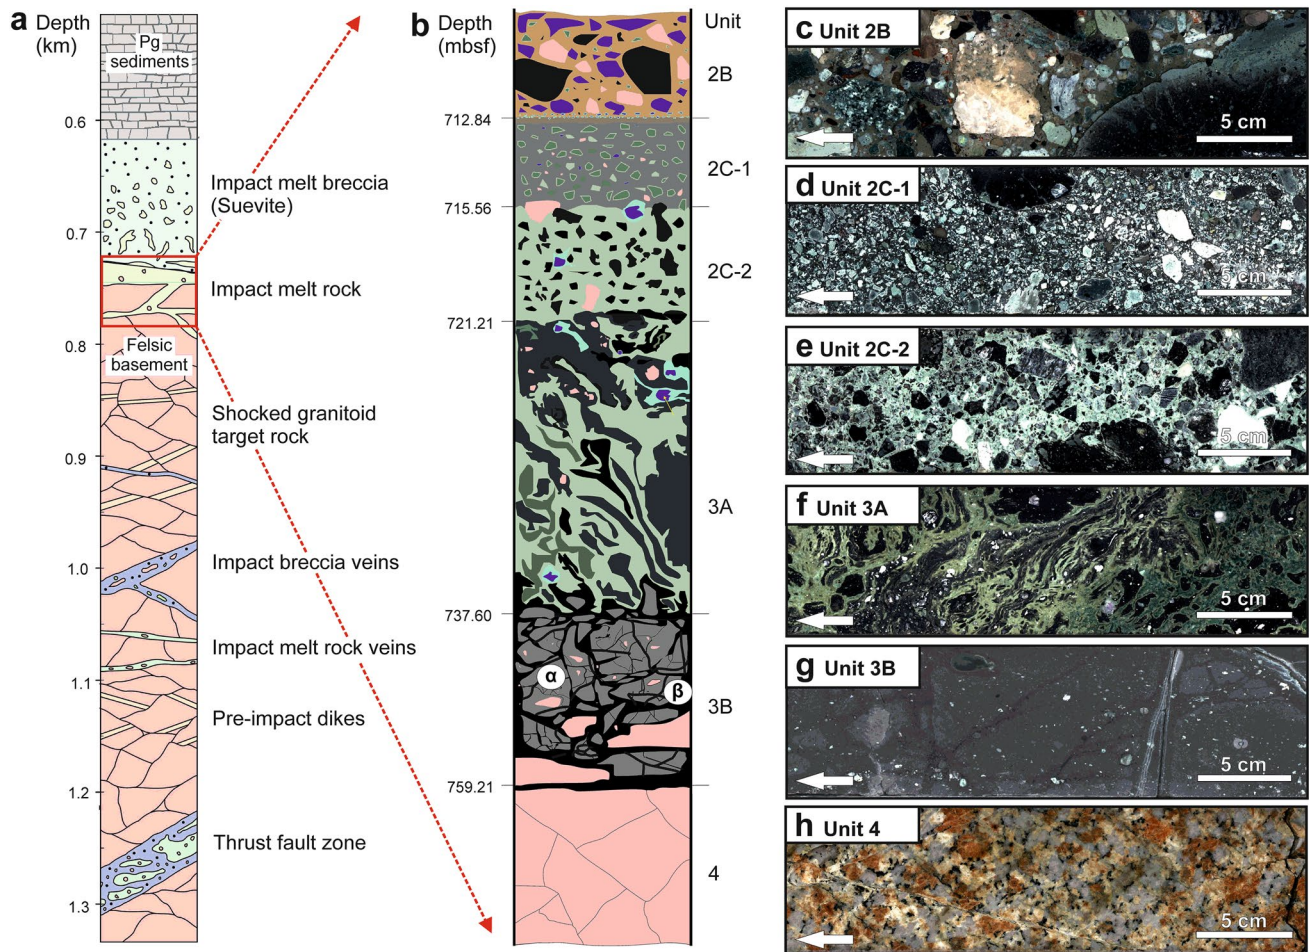 a
Depth
(km)
Pg
sediments
0.6
0.7
0.8
0.9
1.0
1.1
1.2
1.3
Felsic
basement
Impact melt breccia
(Suevite)
Impact melt rock
Shocked granitoid
target rock
Impact breccia veins
Impact melt rock veins
Pre-impact dikes
Thrust fault zone
b
Depth
(mbsf)
Unit
2B
712.84
2C-1
715.56
2C-2
721.21
3A
737.60
α
β
3B
759.21
4
c Unit 2B
5 cm
d Unit 2C-1
5 cm
e Unit 2C-2
5 cm
f Unit 3A
5 cm
g Unit 3B
5 cm
h Unit 4
5 cm